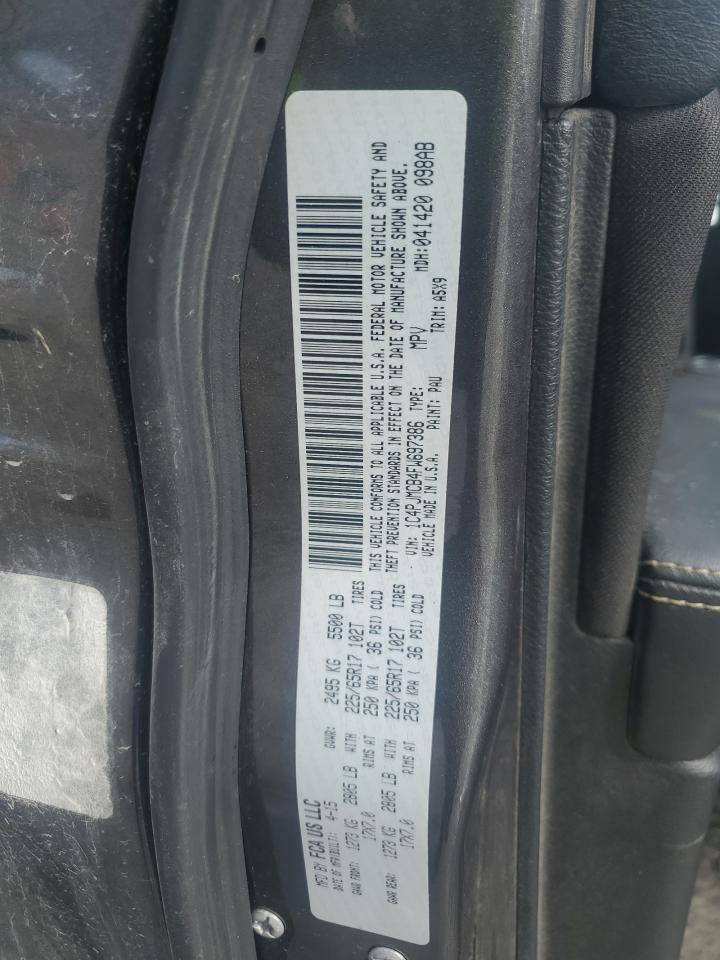 MFD BY FCA US LLC
DATE OF MFR(BUILT): 4-15 GVWR: 2495 KG 5500 LB
GAWR FRONT: 1273 KG 2805 LB WITH 225/65R17 102T TIRES
17X7.0 RIMS AT 250 KPA ( 36 PSI) COLD
GAWR REAR: 1273 KG 2805 LB WITH 225/65R17 102T TIRES
17X7.0 RIMS AT 250 KPA ( 36 PSI) COLD
THIS VEHICLE CONFORMS TO ALL APPLICABLE U.S.A. FEDERAL MOTOR VEHICLE SAFETY AND
THEFT PREVENTION STANDARDS IN EFFECT ON THE DATE OF MANUFACTURE SHOWN ABOVE.
VIN: 1C4PJMCB4FW697386 TYPE: MPV MDH:041420 098AB
VEHICLE MADE IN U.S.A. PAINT: PAU TRIM: A5X9